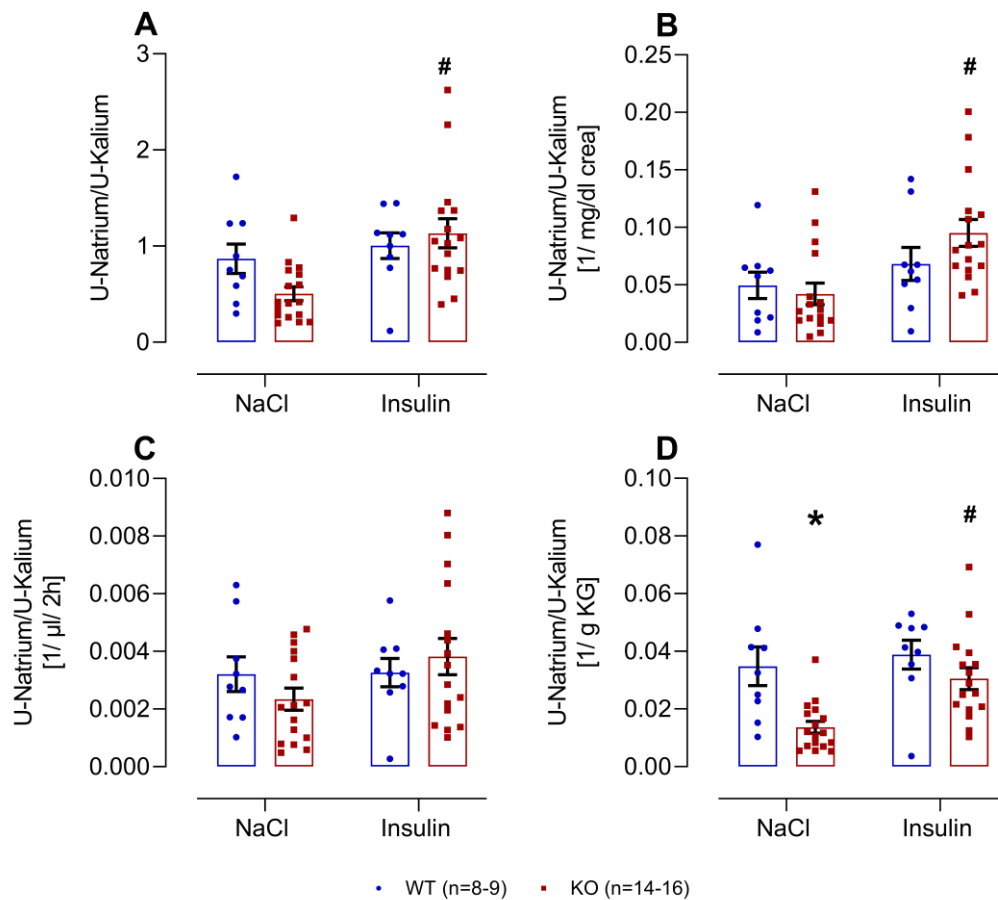 A
U-Natrium/U-Kalium
3
2
1
0
#
NaCl
Insulin
B
U-Natrium/U-Kalium
[1/ mg/dl crea]
0.25
0.20
0.15
0.10
0.05
0.00
#
NaCl
Insulin
C
U-Natrium/U-Kalium
[1/ µl/ 2h]
0.010
0.008
0.006
0.004
0.002
0.000
NaCl
Insulin
D
U-Natrium/U-Kalium
[1/ g KG]
0.10
0.08
0.06
0.04
0.02
0.00
*
#
NaCl
Insulin
WT (n=8-9)
KO (n=14-16)